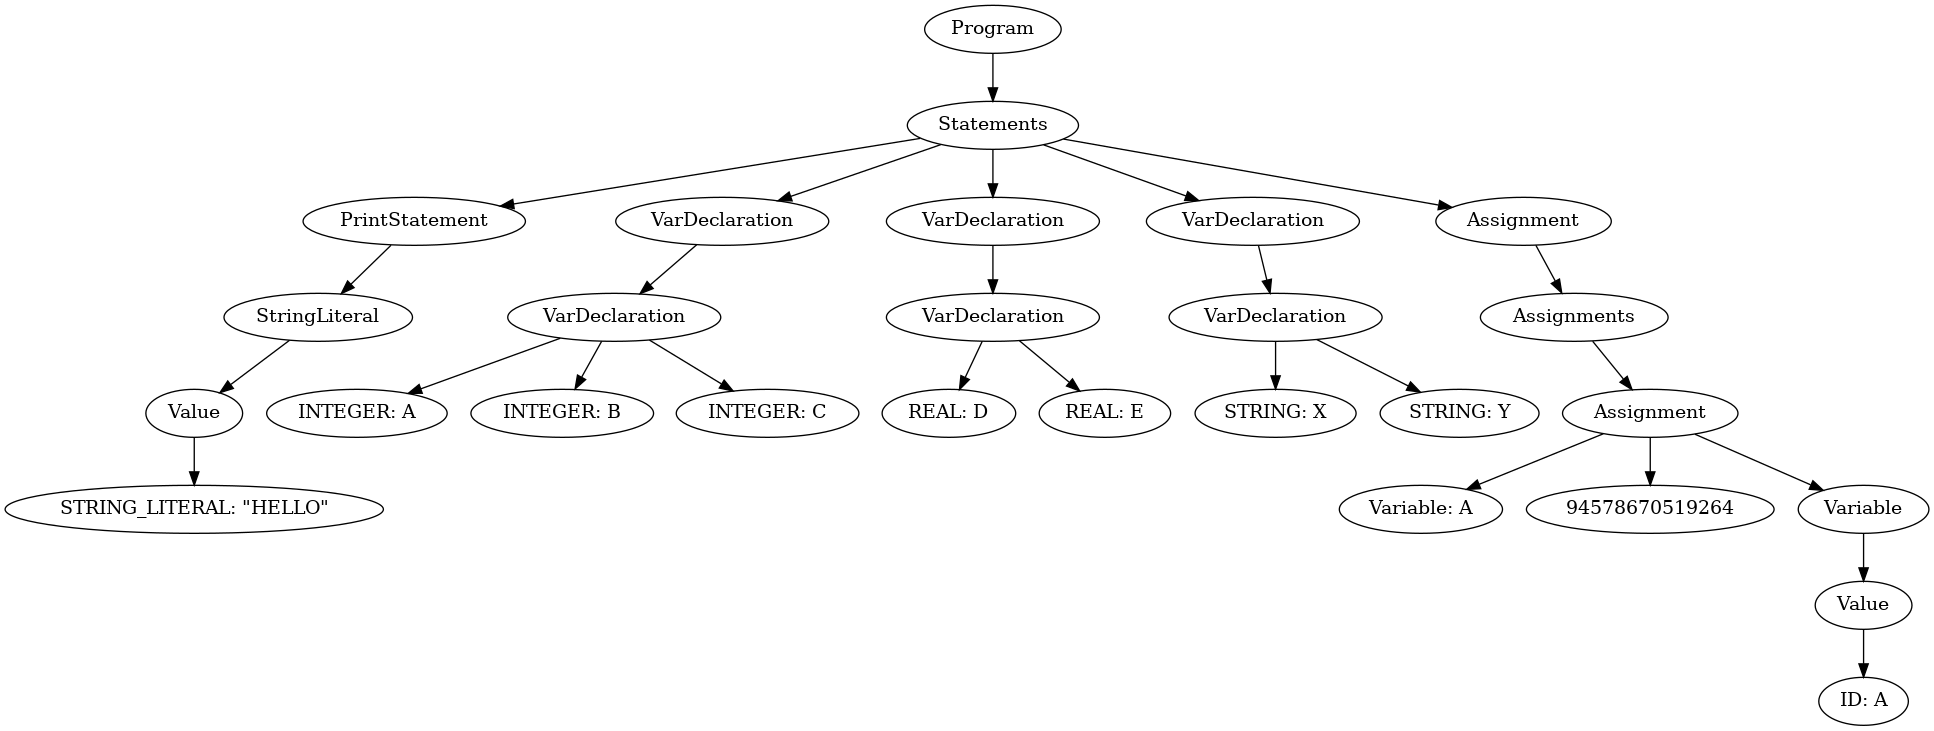 Program
Statements
PrintStatement
VarDeclaration
VarDeclaration
VarDeclaration
Assignment
StringLiteral
VarDeclaration
VarDeclaration
VarDeclaration
Assignments
Value
INTEGER: A
INTEGER: B
INTEGER: C
REAL: D
REAL: E
STRING: X
STRING: Y
Assignment
STRING_LITERAL: "HELLO"
Variable: A
94578670519264
Variable
Value
ID: A